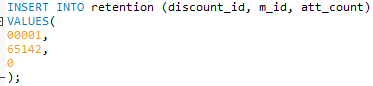 INSERT INTO retention (discount_id, m_id, att_count)
VALUES(
00001,
65142,
0
);